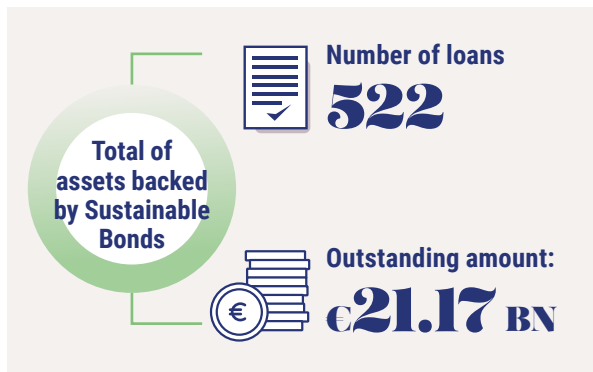 Number of loans
522
Total of
assets backed
by Sustainable
Bonds
Outstanding amount:
€21.17 BN
€